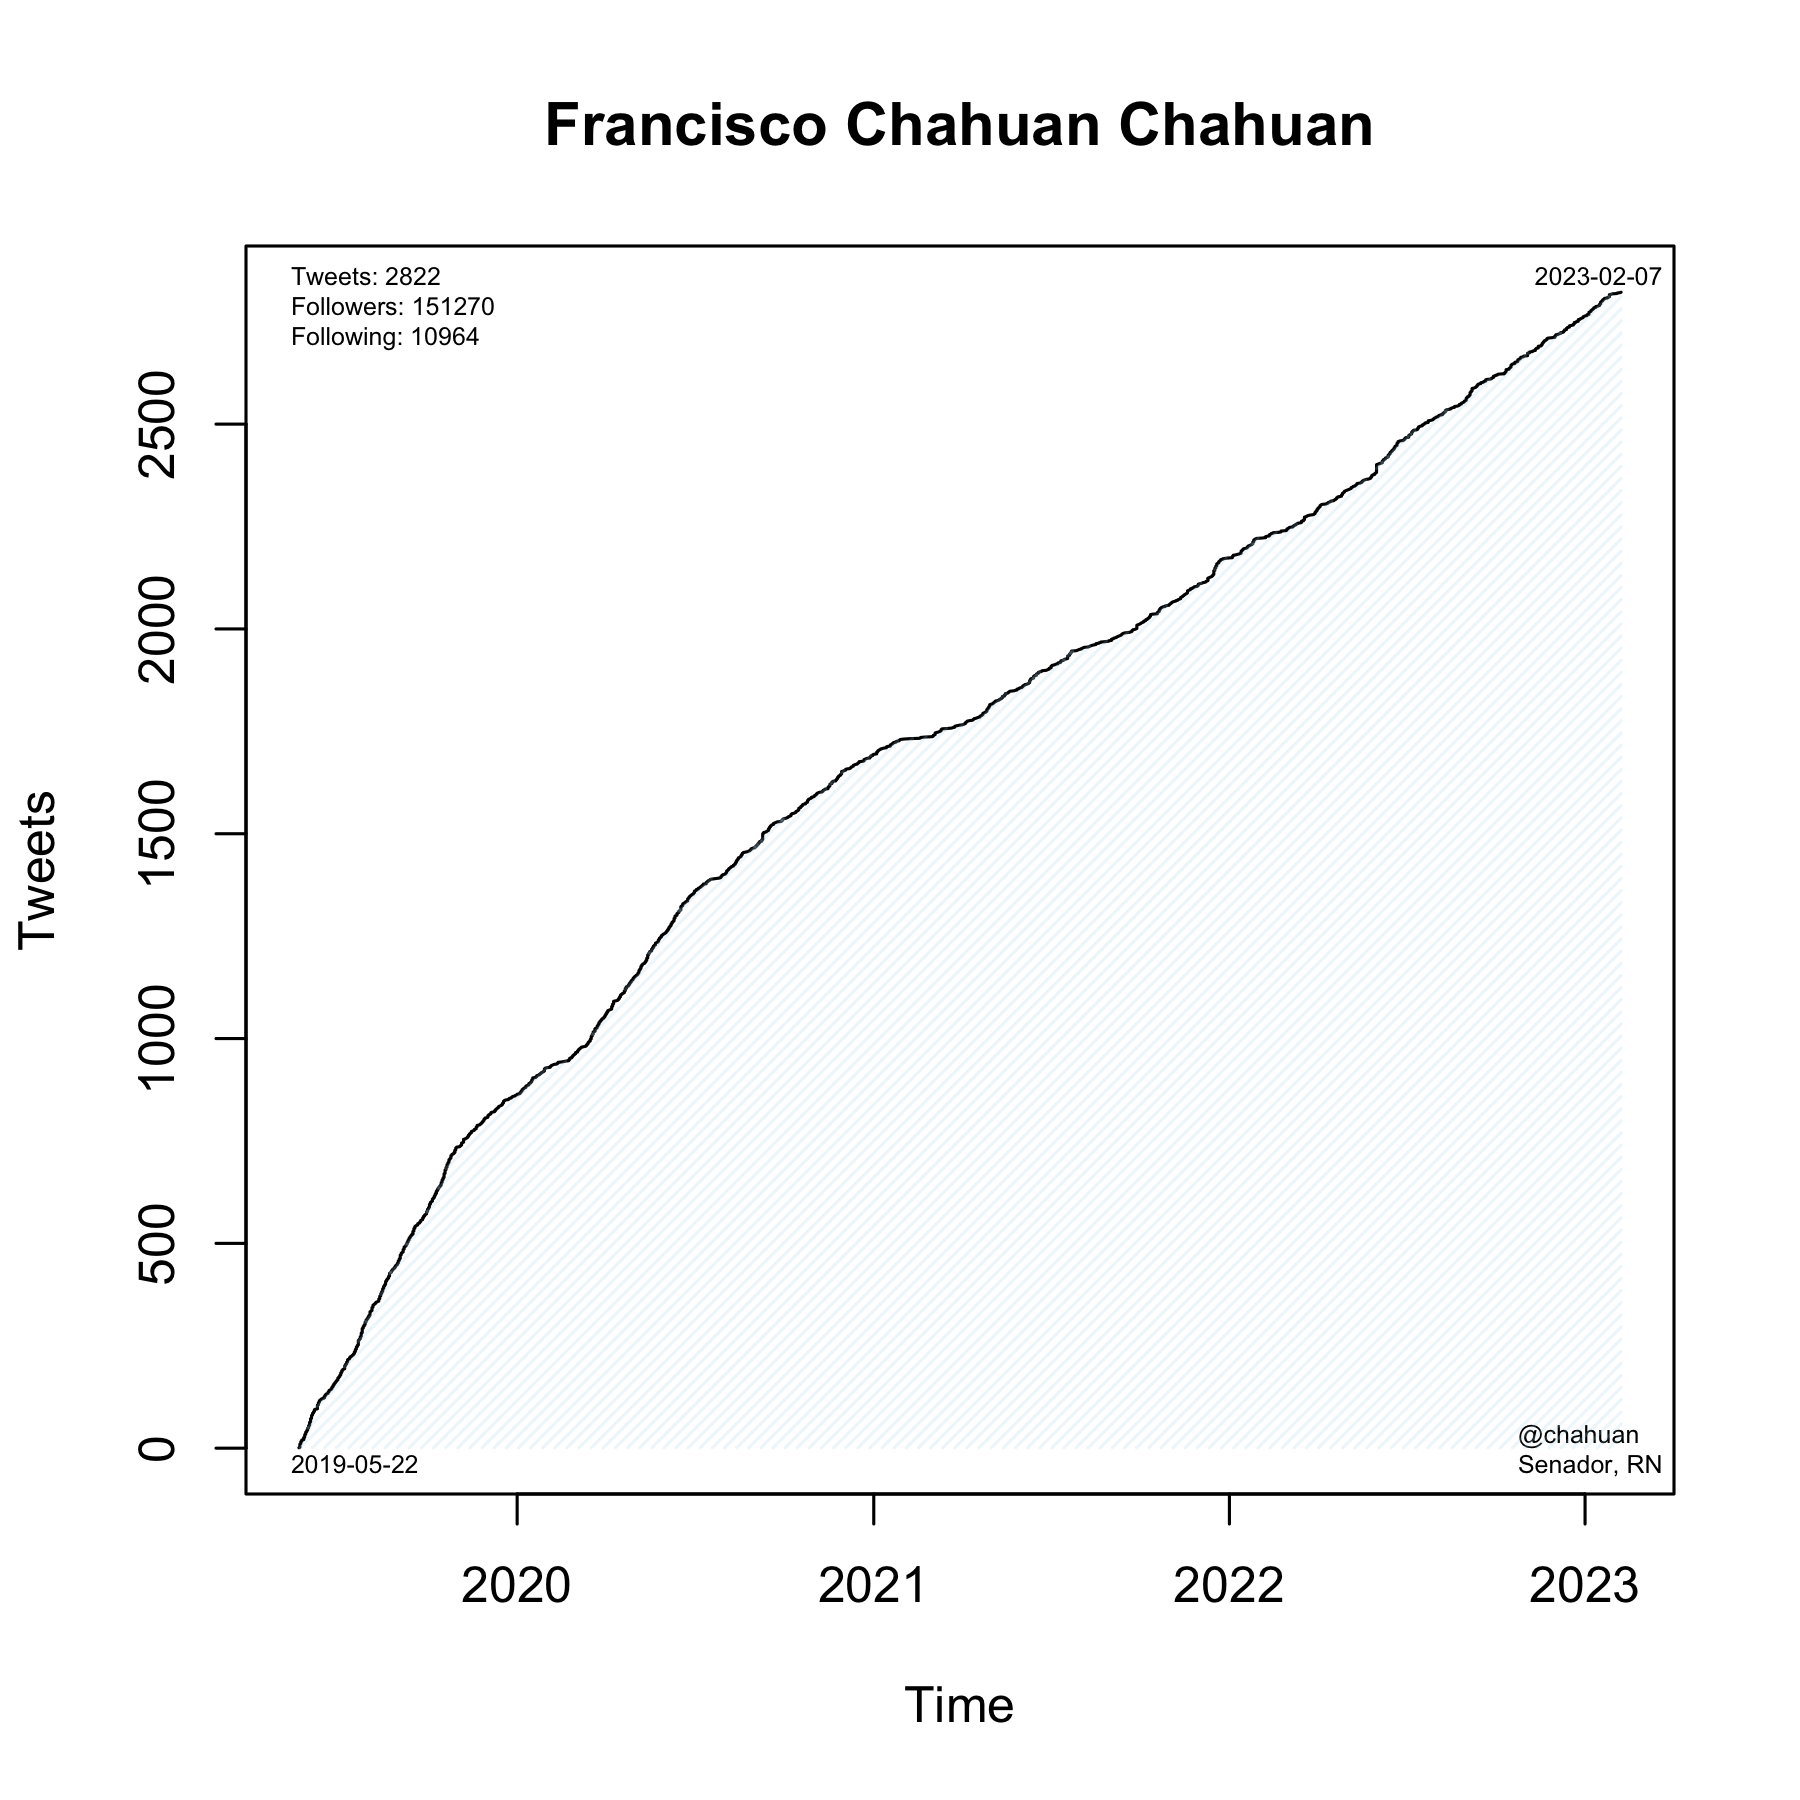 Francisco Chahuan Chahuan
Tweets: 2822
Followers: 151270
Following: 10964
2023-02-07
Tweets
2500
2000
1500
1000
500
0
2019-05-22
@chahuan
Senador, RN
2020
2021
2022
2023
Time